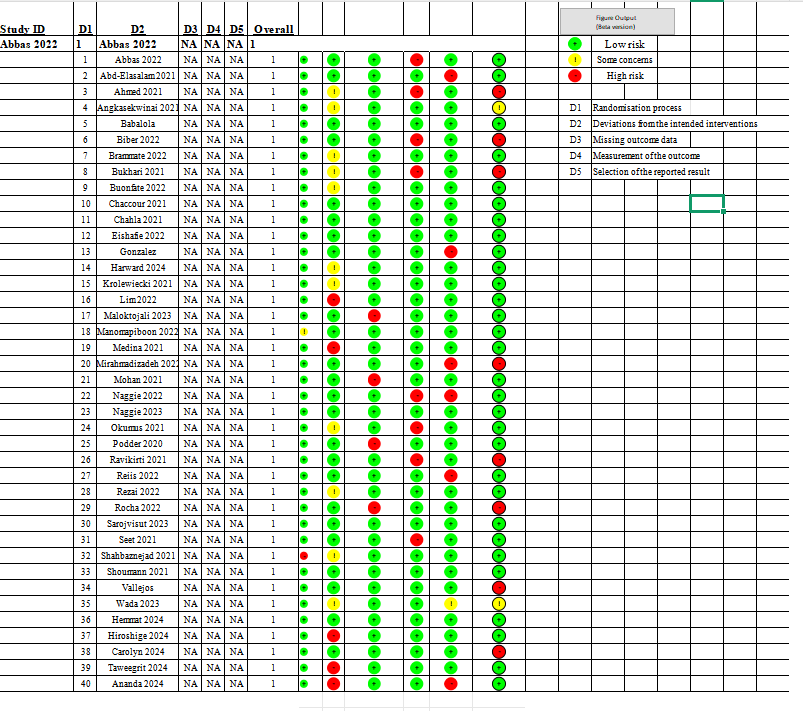 Figure Output
(Beta version)
Study ID D1 D2 D3 D4 D5 Overall
Abbas 2022 1 Abbas 2022 NA NA NA 1 Low risk
1 Abbas 2022 NA NA NA 1 Some concerns
2 Abd-Elasalam2021 NA NA NA 1 High risk
3 Ahmed 2021 NA NA NA 1
4 Angkasekwinai 2021 NA NA NA 1 D1 Randomisation process
5 Babalola NA NA NA 1 D2 Deviations from the intended interventions
6 Biber 2022 NA NA NA 1 D3 Missing outcome data
7 Brammate 2022 NA NA NA 1 D4 Measurement of the outcome
8 Bukhari 2021 NA NA NA 1 D5 Selection of the reported result
9 Buonfrte 2022 NA NA NA 1
10 Chaccour 2021 NA NA NA 1
11 Chahla 2021 NA NA NA 1
12 Eishafie 2022 NA NA NA 1
13 Gonzalez NA NA NA 1
14 Harward 2024 NA NA NA 1
15 Krolewiecki 2021 NA NA NA 1
16 Lim2022 NA NA NA 1
17 Maloktojali 2023 NA NA NA 1
18 Manomapiboon 2022 NA NA NA 1
19 Medina 2021 NA NA NA 1
20 Mirahmadizadeh 202 NA NA NA 1
21 Mohan 2021 NA NA NA 1
22 Naggie 2022 NA NA NA 1
23 Naggie 2023 NA NA NA 1
24 Okumus 2021 NA NA NA 1
25 Podder 2020 NA NA NA 1
26 Ravikirti 2021 NA NA NA 1
27 Reiis 2022 NA NA NA 1
28 Rezai 2022 NA NA NA 1
29 Rocha 2022 NA NA NA 1
30 Sarojvisut 2023 NA NA NA 1
31 Seet 2021 NA NA NA 1
32 Shahbaznejad 2021 NA NA NA 1
33 Shoumann 2021 NA NA NA 1
34 Vallejos NA NA NA 1
35 Wada 2023 NA NA NA 1
36 Hemmat 2024 NA NA NA 1
37 Hiroshige 2024 NA NA NA 1
38 Carolyn 2024 NA NA NA 1
39 Taweegrit 2024 NA NA NA 1
40 Ananda 2024 NA NA NA 1